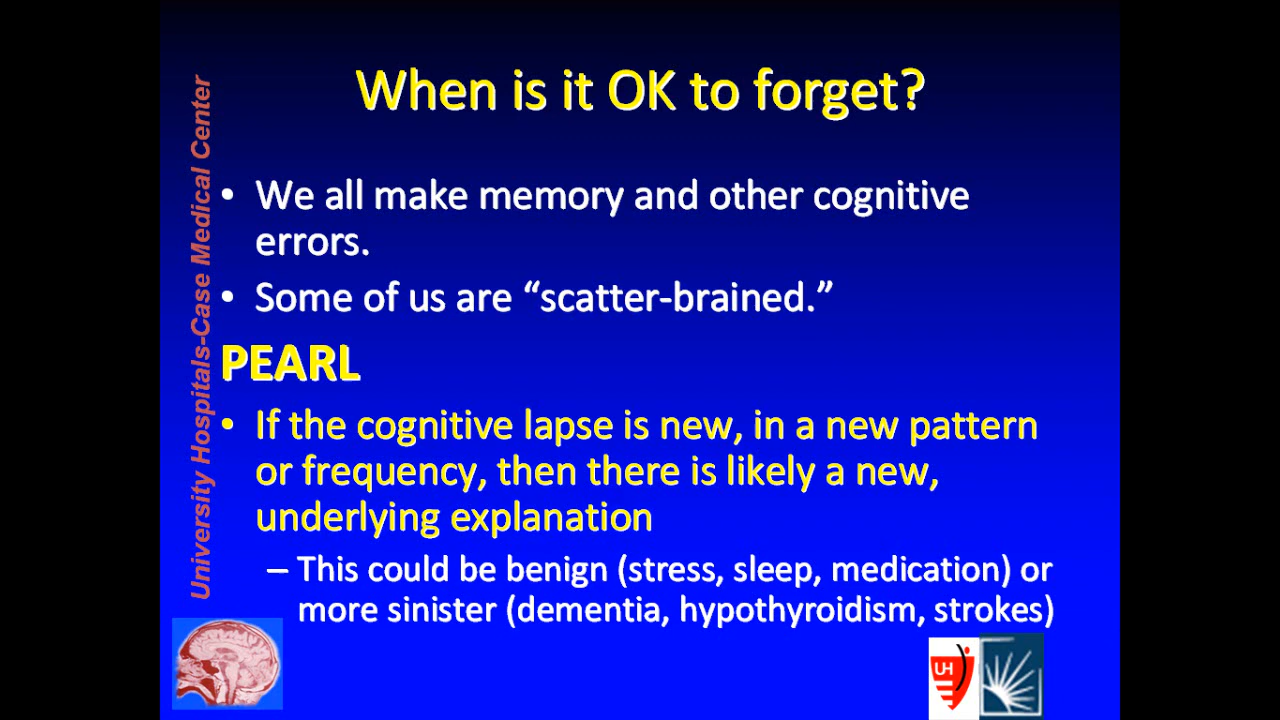 When is it OK to forget?
• We all make memory and other cognitive
errors.
• Some of us are “scatter-brained.”
PEARL
• If the cognitive lapse is new, in a new pattern
or frequency, then there is likely a new,
underlying explanation
– This could be benign (stress, sleep, medication) or
more sinister (dementia, hypothyroidism, strokes)
University Hospitals-Case Medical Center
UH